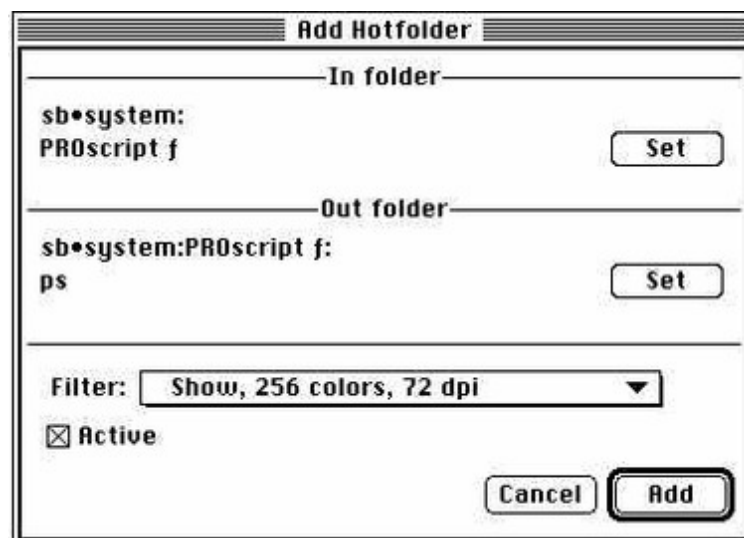 Add Hotfolder
In folder
sb•system:
PROscript ƒ
Set
Out folder
sb•system:PROscript ƒ:
ps
Set
Filter: Show, 256 colors, 72 dpi
Active
Cancel Add